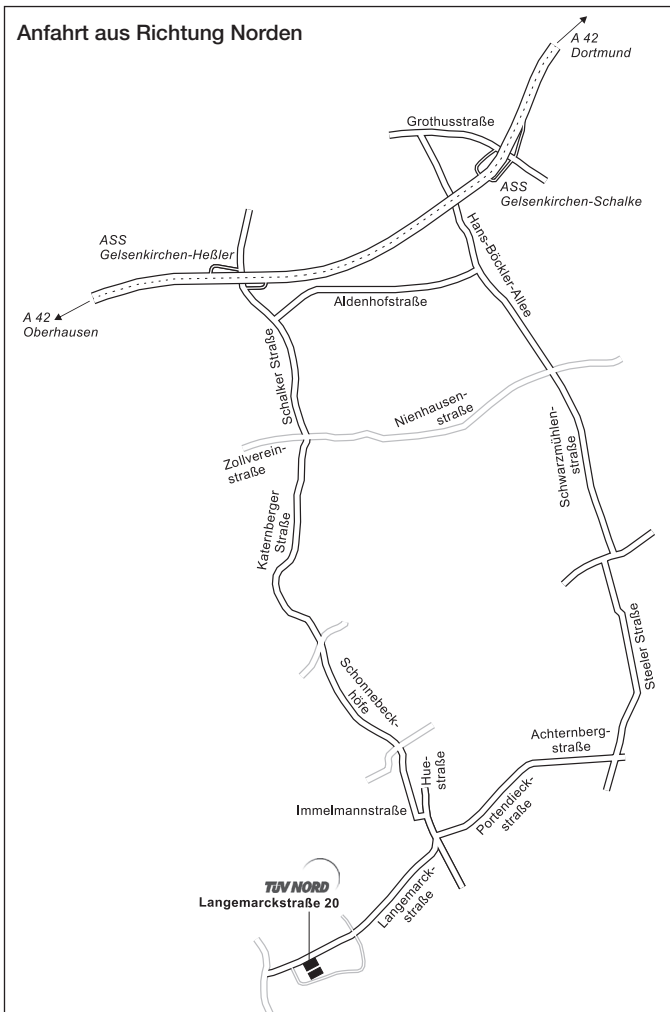 Anfahrt aus Richtung Norden
A 42
Dortmund
Grothusstraße
ASS
Gelsenkirchen-Schalke
ASS
Gelsenkirchen-Heßler
Hans-Böckler-Allee
A 42
Oberhausen
Aldenhofstraße
Schalker Straße
Nienhausen-
straße
Zollverein-
straße
Schwarzmühlen-
straße
Katernberger
Straße
Steeler Straße
Schonnebeck-
höfe
Achternberg-
straße
Hue-
straße
Portendieck-
straße
Immelmannstraße
Langemarck-
straße
TÜV NORD
Langemarckstraße 20